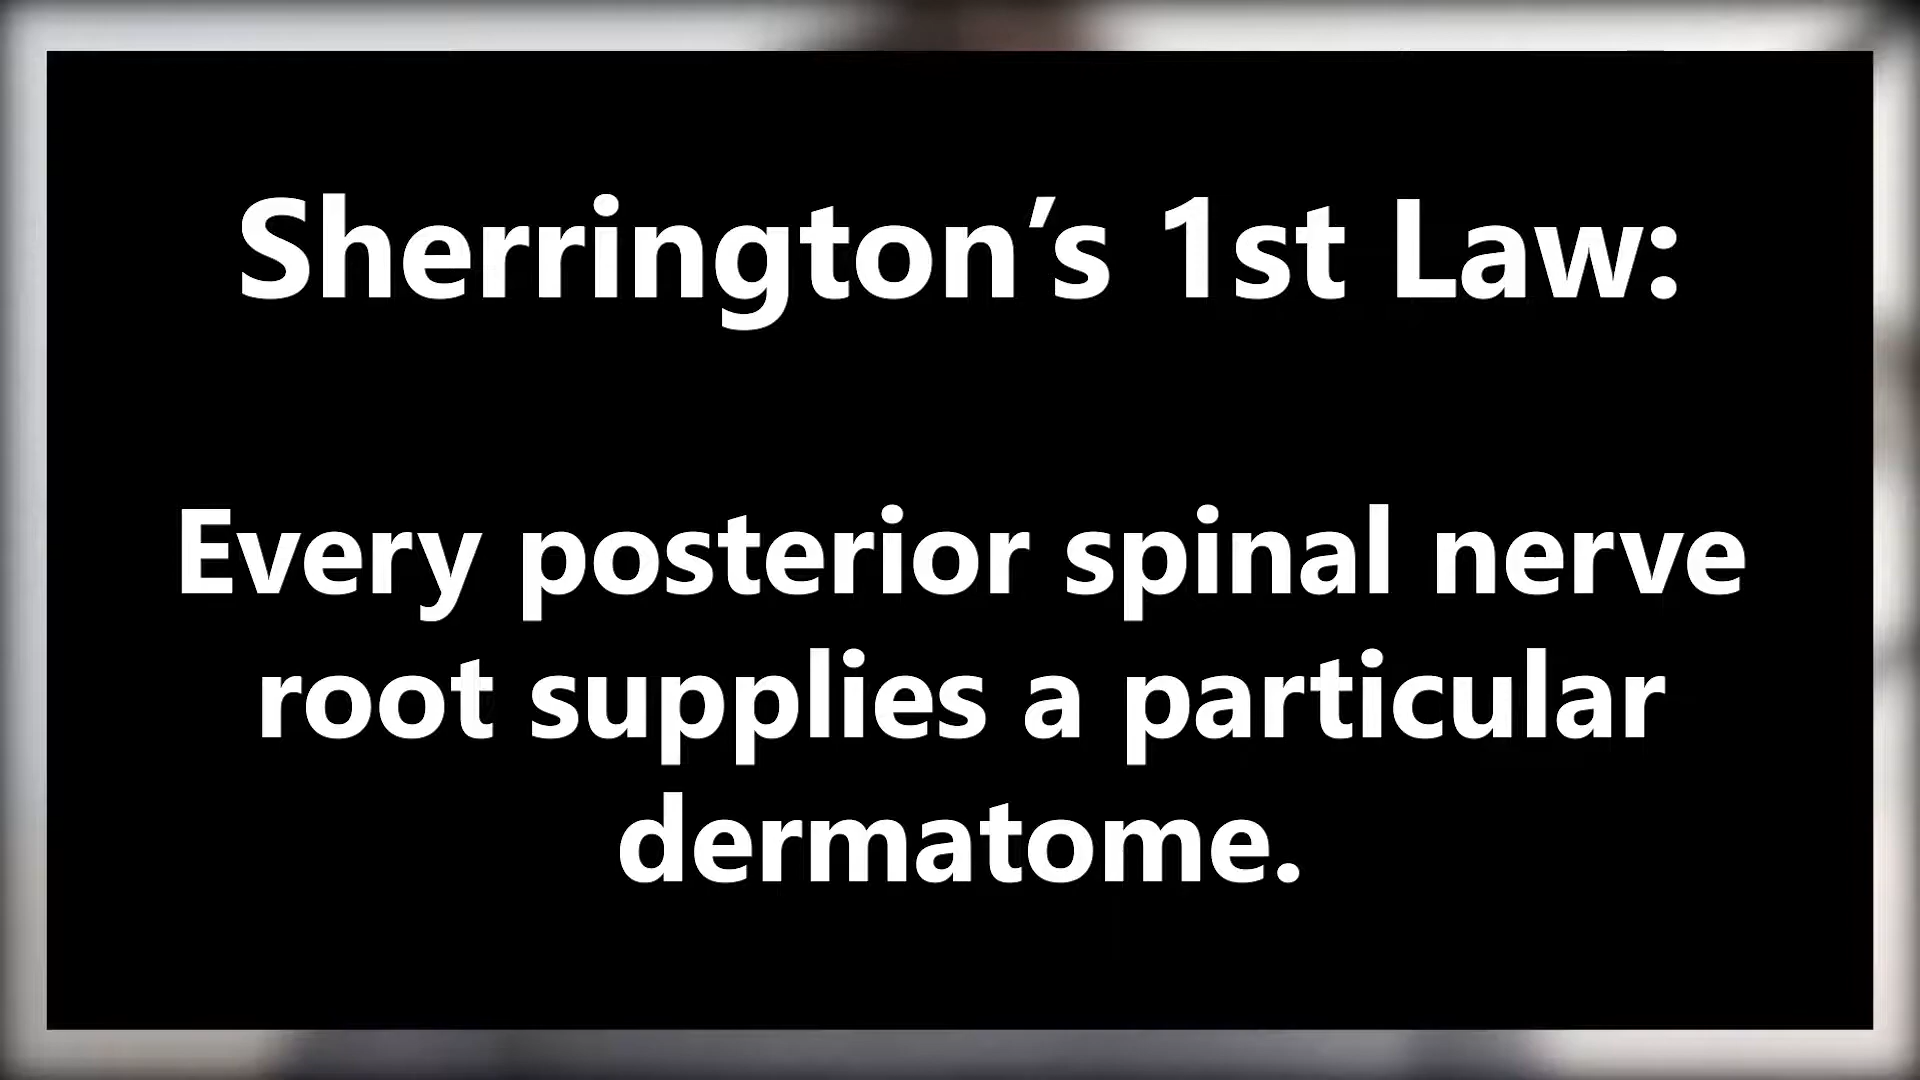 Sherrington’s 1st Law:
Every posterior spinal nerve
root supplies a particular
dermatome.